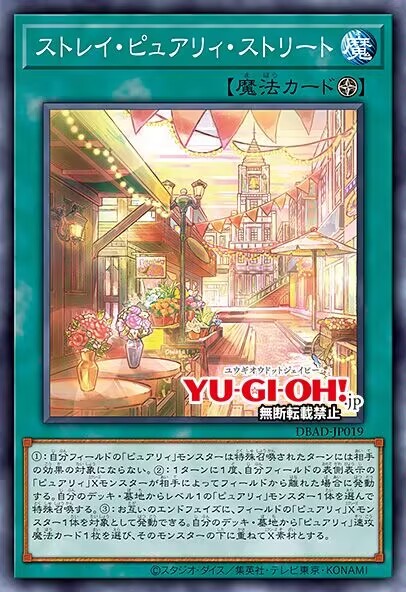 ストレイ・ピュアリィ・ストリート
魔
【魔法カード】
ユウギオウドットジェイピー
YU-GI-OH!.jp
無断転載禁止
DBAD-JP019
①：自分フィールドの「ピュアリィ」モンスターは特殊召喚されたターンには相手
の効果の対象にならない。②：１ターンに１度、自分フィールドの表側表示の
「ピュアリィ」Ｘモンスターが相手によってフィールドから離れた場合に発動
する。自分のデッキ・墓地からレベル１の「ピュアリィ」モンスター１体を選んで
特殊召喚する。③：お互いのエンドフェイズに、フィールドの「ピュアリィ」Ｘモン
スター１体を対象として発動できる。自分のデッキ・墓地から「ピュアリィ」速攻
魔法カード１枚を選び、そのモンスターの下に重ねてＸ素材とする。
©スタジオ・ダイス／集英社・テレビ東京・KONAMI